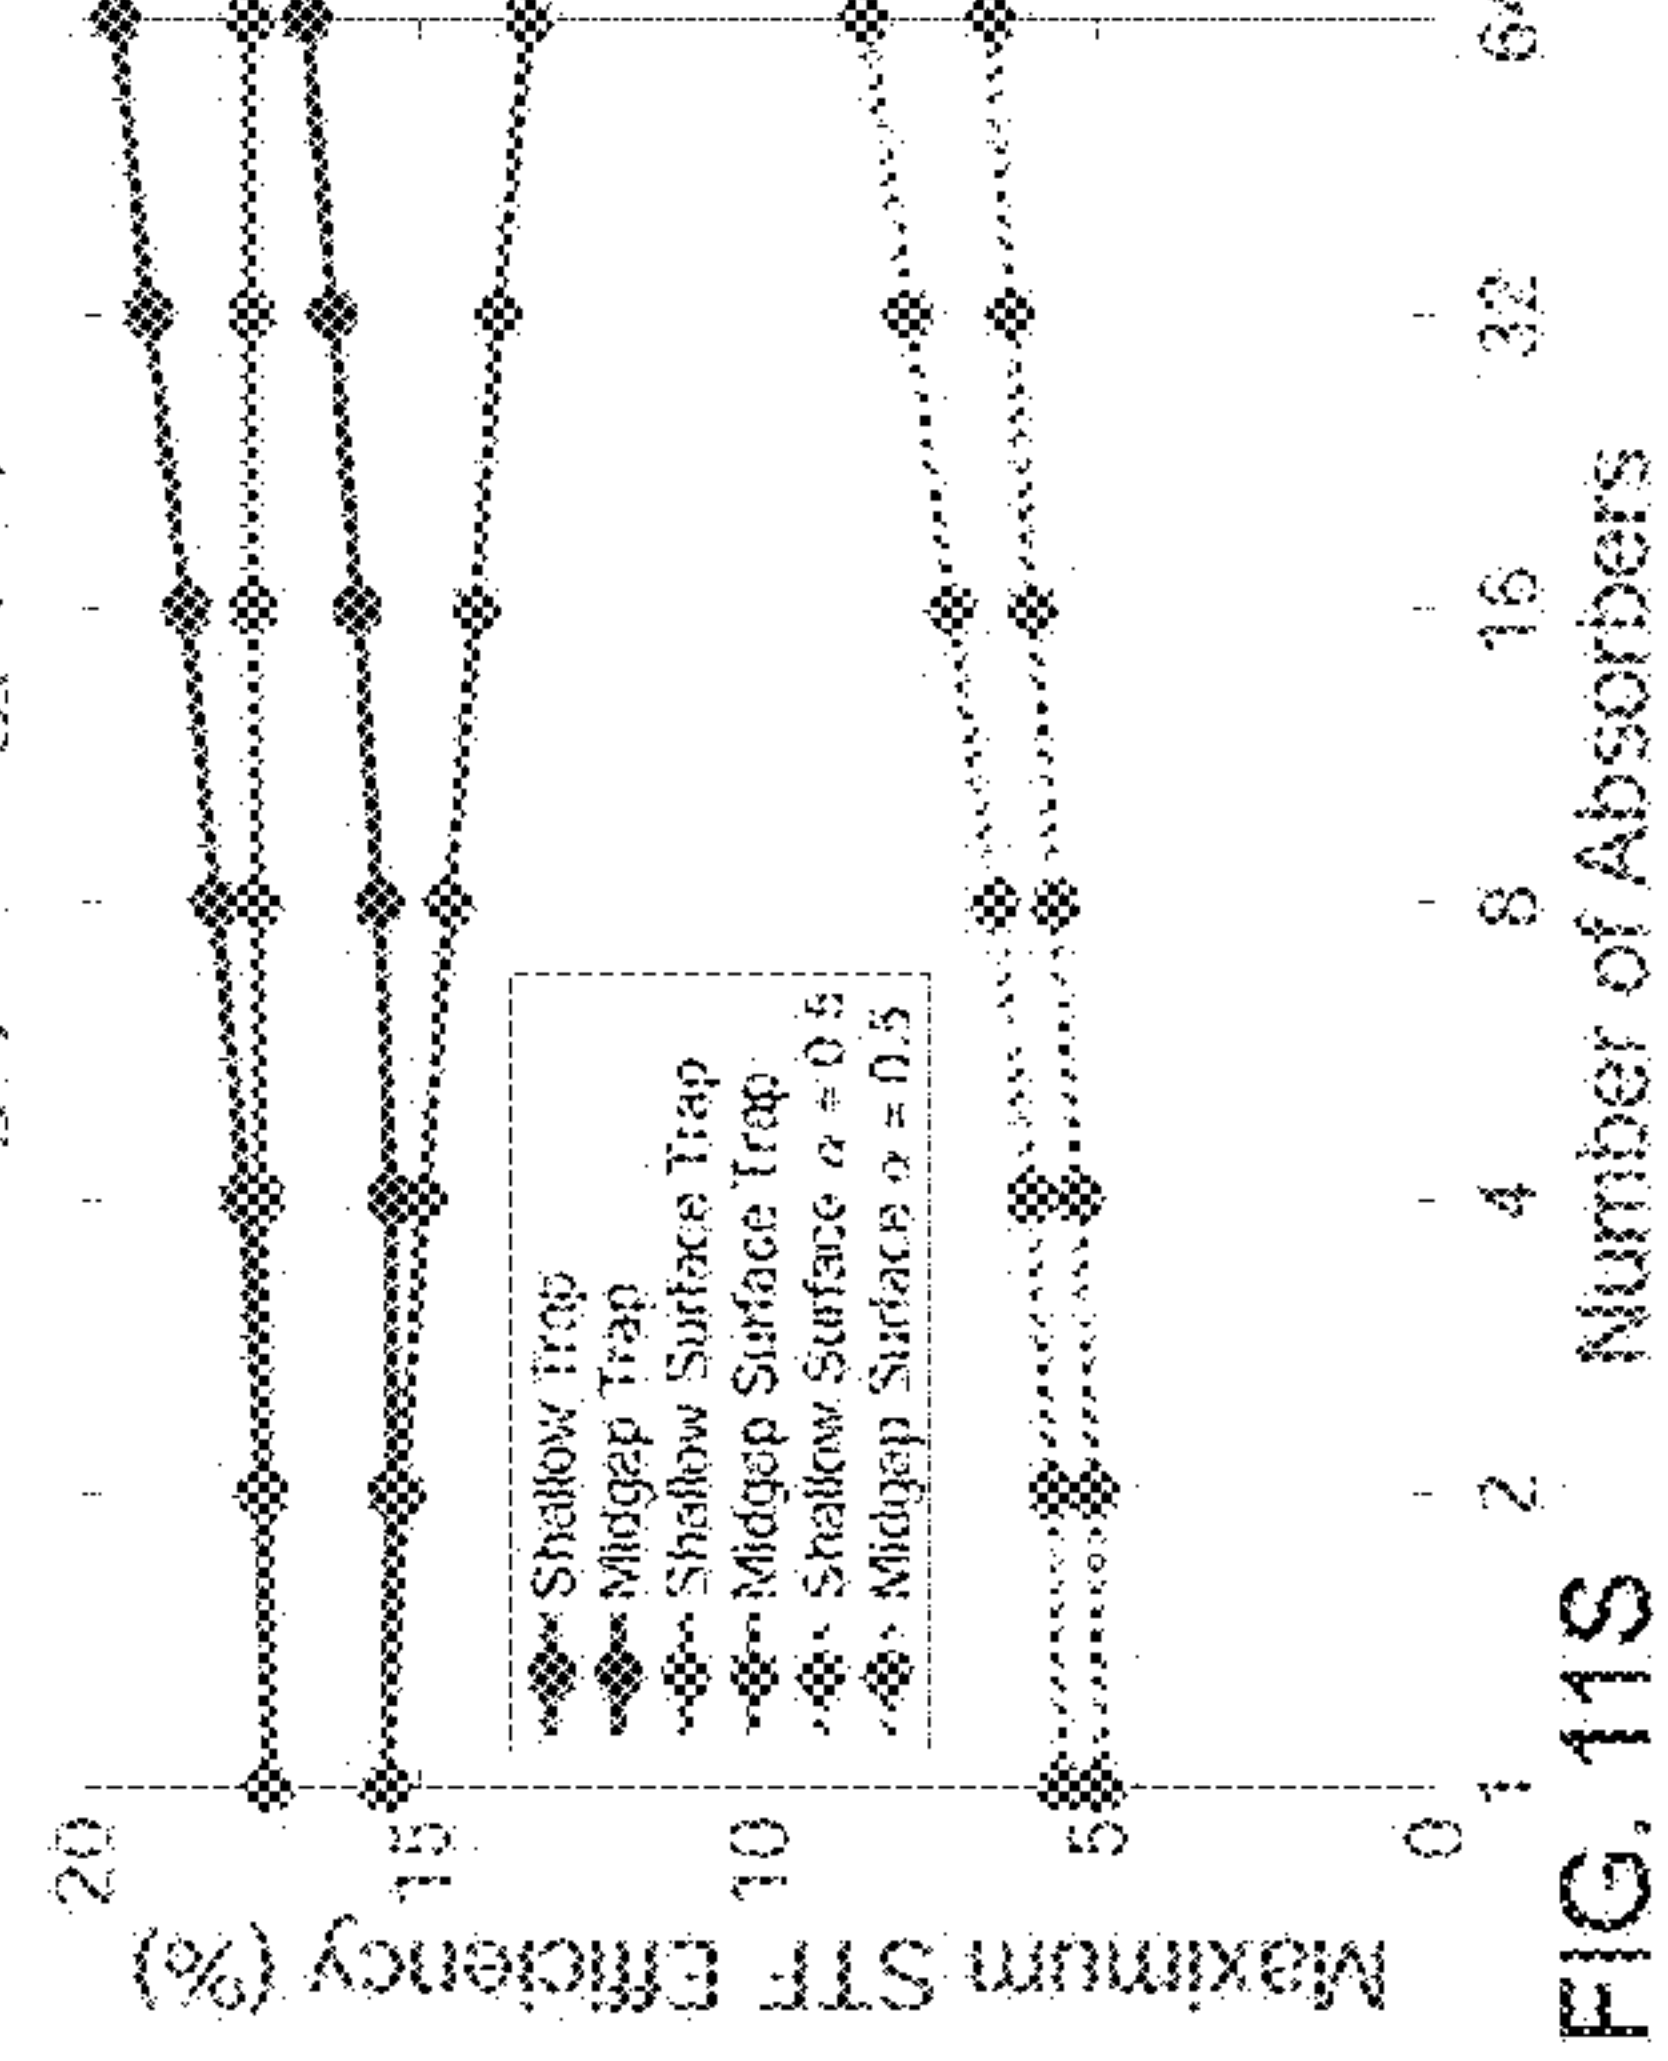 Maximum STF Efficiency (%)
20
15
10
5
0
Shallow Trap
Midgap Trap
Shallow Surface Trap
Midgap Surface Trap
Shallow Surface α = 0.5
Midgap Surface α = 0.5
1 2 4 8 16 32 64
Number of Absorbers
FIG. 11S